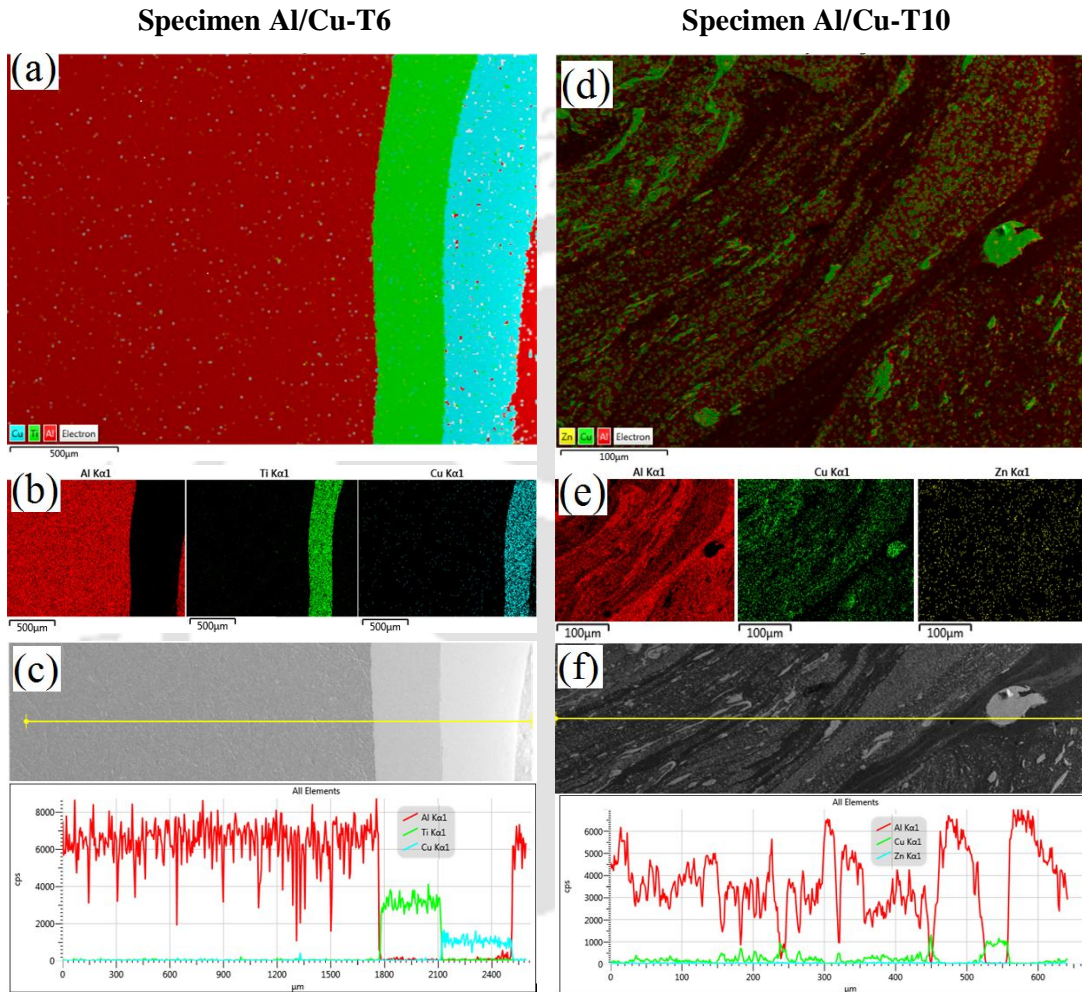 Specimen Al/Cu-T6
Specimen Al/Cu-T10
(a)
Cu Ti Al Electron
500μm
(d)
Zn Cu Al Electron
100μm
(b)
Al Kα1 Ti Kα1 Cu Kα1
500μm 500μm 500μm
(e)
Al Kα1 Cu Kα1 Zn Kα1
100μm 100μm 100μm
(c)
All Elements
Al Kα1
Ti Kα1
Cu Kα1
8000
6000
4000
2000
0
cps
0 300 600 900 1200 1500 1800 2100 2400
μm
(f)
All Elements
Al Kα1
Cu Kα1
Zn Kα1
6000
5000
4000
3000
2000
1000
0
cps
0 100 200 300 400 500 600
μm